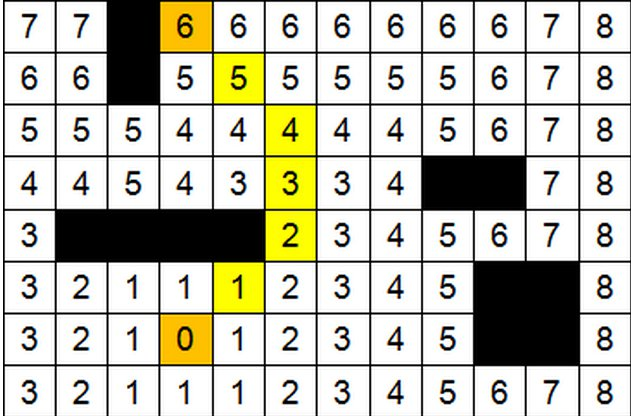 7 7 6 6 6 6 6 6 6 7 8
6 6 5 5 5 5 5 5 6 7 8
5 5 5 4 4 4 4 4 5 6 7 8
4 4 5 4 3 3 3 4 7 8
3 2 3 4 5 6 7 8
3 2 1 1 1 2 3 4 5 8
3 2 1 0 1 2 3 4 5 8
3 2 1 1 1 2 3 4 5 6 7 8